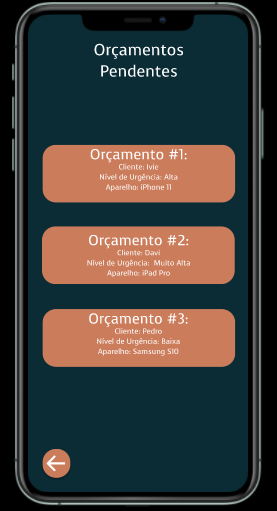 Orçamentos
Pendentes
Orçamento #1:
Cliente: Ivie
Nível de Urgência: Alta
Aparelho: iPhone 11
Orçamento #2:
Cliente: Davi
Nível de Urgência: Muito Alta
Aparelho: iPad Pro
Orçamento #3:
Cliente: Pedro
Nível de Urgência: Baixa
Aparelho: Samsung S10